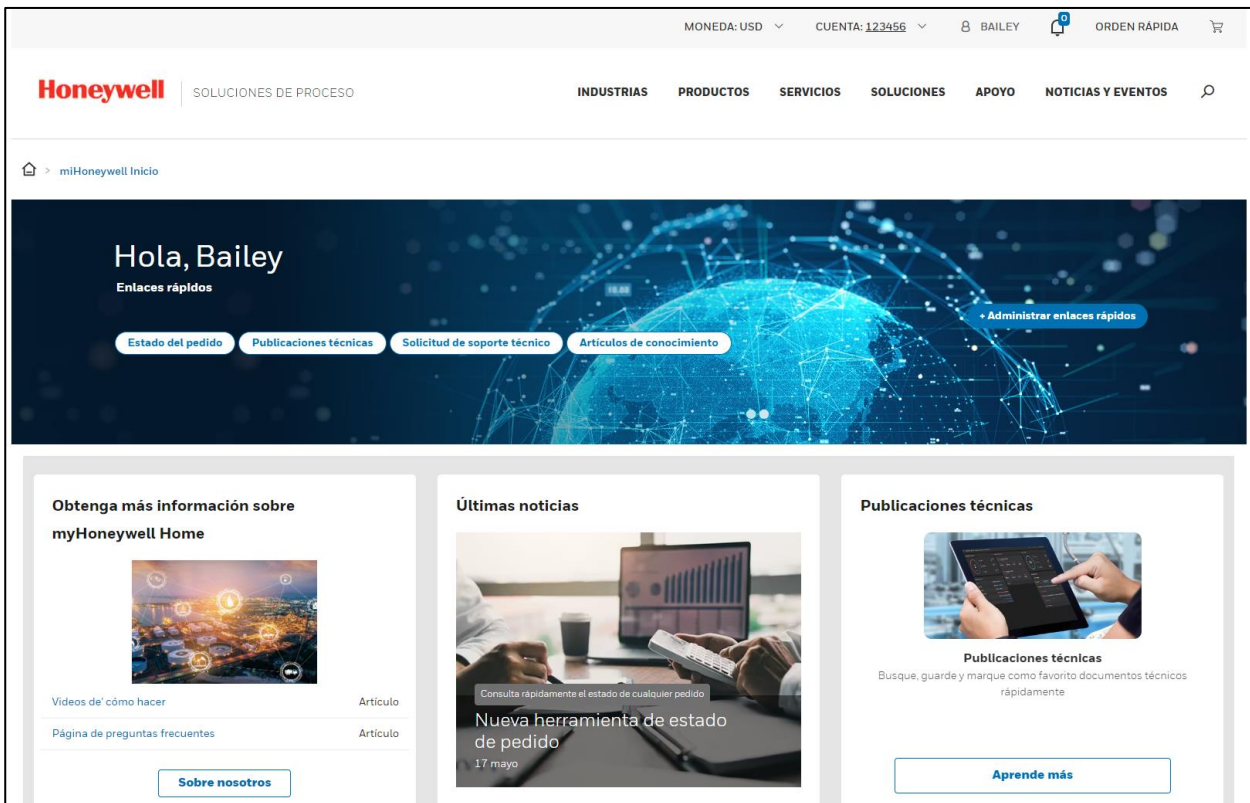 MONEDA: USD CUENTA: 123456 BAILEY 0 ORDEN RÁPIDA
Honeywell SOLUCIONES DE PROCESO INDUSTRIAS PRODUCTOS SERVICIOS SOLUCIONES APOYO NOTICIAS Y EVENTOS
> miHoneywell Inicio
Hola, Bailey
Enlaces rápidos
+ Administrar enlaces rápidos
Estado del pedido Publicaciones técnicas Solicitud de soporte técnico Artículos de conocimiento
Obtenga más información sobre
myHoneywell Home
Videos de' cómo hacer Artículo
Página de preguntas frecuentes Artículo
Sobre nosotros
Últimas noticias
Consulta rápidamente el estado de cualquier pedido
Nueva herramienta de estado
de pedido
17 mayo
Publicaciones técnicas
Publicaciones técnicas
Busque, guarde y marque como favorito documentos técnicos
rápidamente
Aprende más